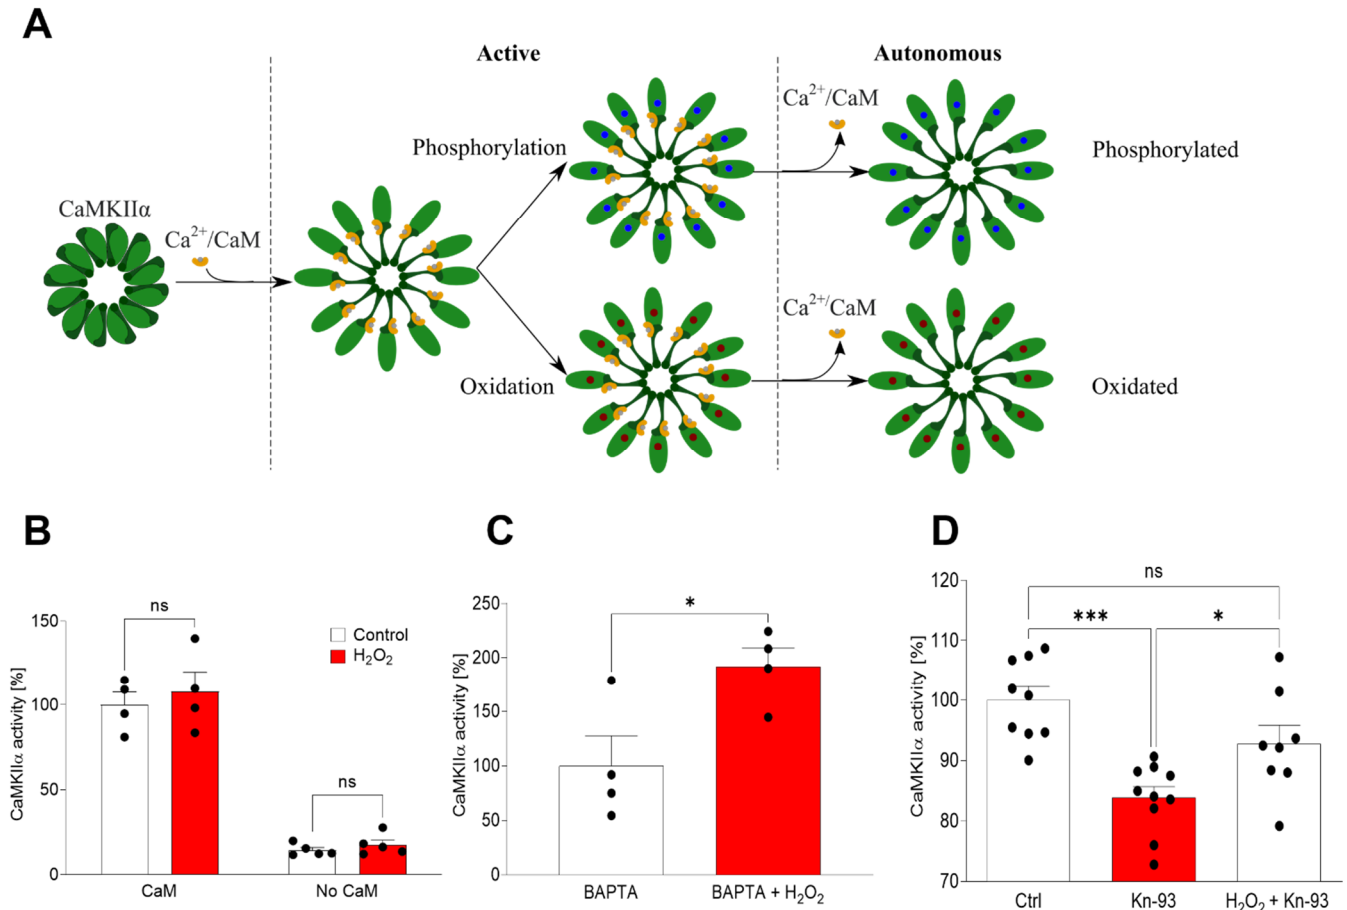 A
Active
Autonomous
Ca²⁺/CaM
Phosphorylation
Phosphorylated
CaMKIIα
Ca²⁺/CaM
Ca²⁺/CaM
Oxidation
Oxidated
B
CaMKIIα activity [%]
150
100
50
0
ns
ns
Control
H₂O₂
CaM
No CaM
C
CaMKIIα activity [%]
250
200
150
100
50
0
*
BAPTA
BAPTA + H₂O₂
D
CaMKIIα activity [%]
120
110
100
90
80
70
ns
***
*
Ctrl
Kn-93
H₂O₂ + Kn-93